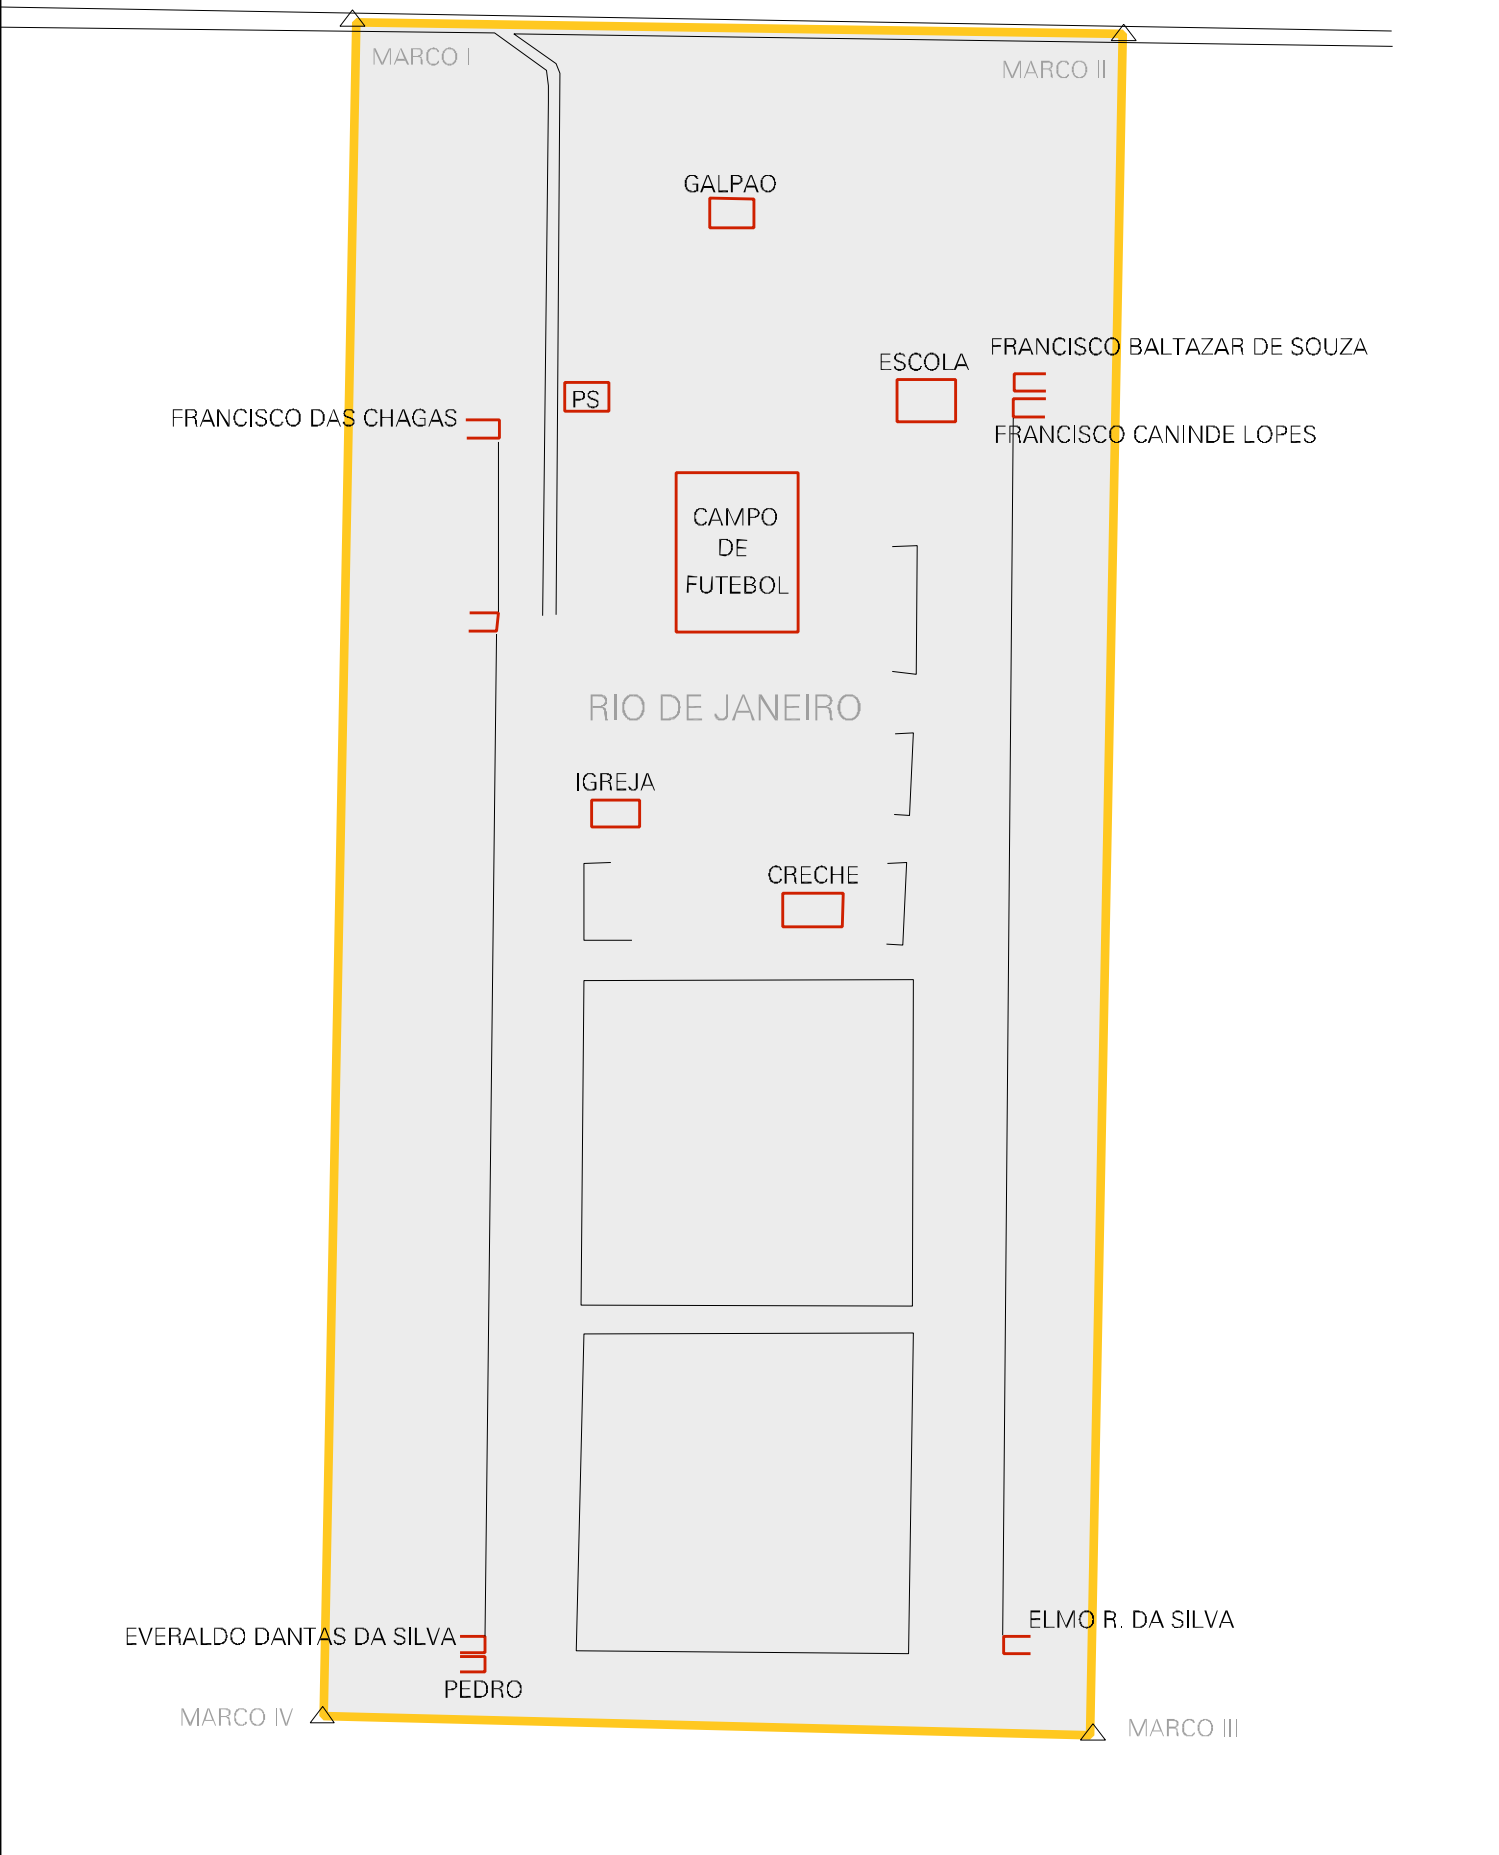 MARCO I
MARCO II
GALPAO
FRANCISCO BALTAZAR DE SOUZA
ESCOLA
PS
FRANCISCO DAS CHAGAS
FRANCISCO CANINDE LOPES
CAMPO
DE
FUTEBOL
RIO DE JANEIRO
IGREJA
CRECHE
ELMO R. DA SILVA
EVERALDO DANTAS DA SILVA
PEDRO
MARCO IV
MARCO III